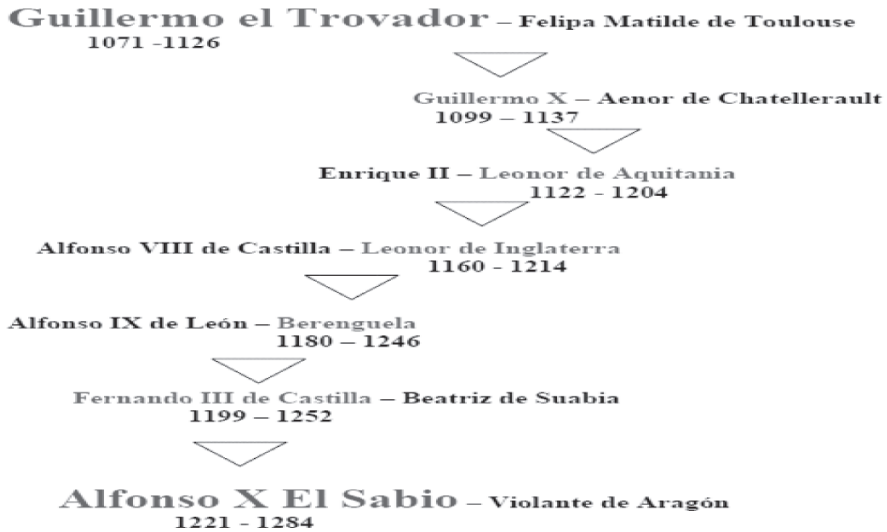 Guillermo el Trovador – Felipa Matilde de Toulouse
1071 -1126
Guillermo X – Aenor de Chatellerault
1099 – 1137
Enrique II – Leonor de Aquitania
1122 - 1204
Alfonso VIII de Castilla – Leonor de Inglaterra
1160 - 1214
Alfonso IX de León – Berenguela
1180 – 1246
Fernando III de Castilla – Beatriz de Suabia
1199 – 1252
Alfonso X El Sabio – Violante de Aragón
1221 - 1284